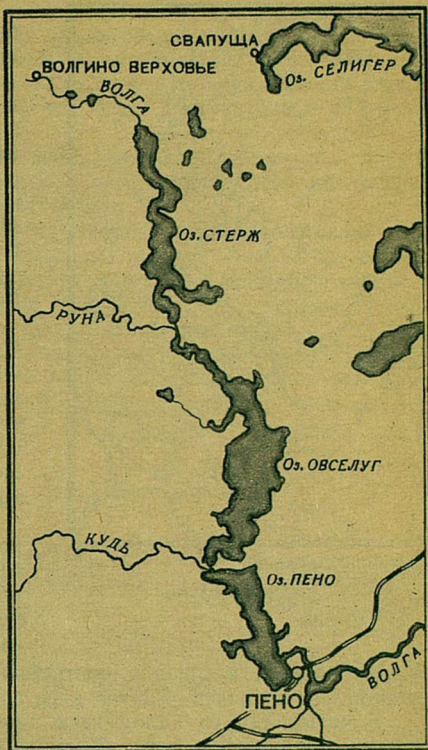 СВАПУЩА
Оз. СЕЛИГЕР
ВОЛГИНО ВЕРХОВЬЕ
ВОЛГА
Оз. СТЕРЖ
РУНА
Оз. ОВСЕЛУГ
КУДЬ
Оз. ПЕНО
ВОЛГА
ПЕНО